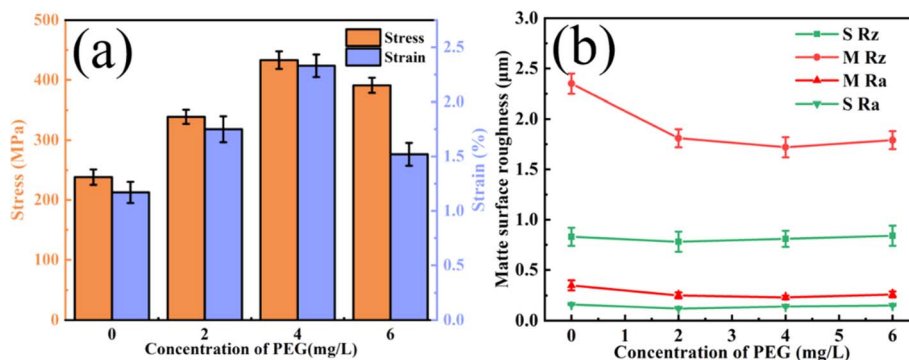 (a)
Stress
Strain
500
400
300
200
100
0
Stress (MPa)
2.5
2.0
1.5
1.0
0.5
0.0
Strain (%)
0 2 4 6
Concentration of PEG(mg/L)
(b)
S Rz
M Rz
M Ra
S Ra
3.0
2.5
2.0
1.5
1.0
0.5
0.0
Matte surface roughness (μm)
0 1 2 3 4 5 6
Concentration of PEG (mg/L)